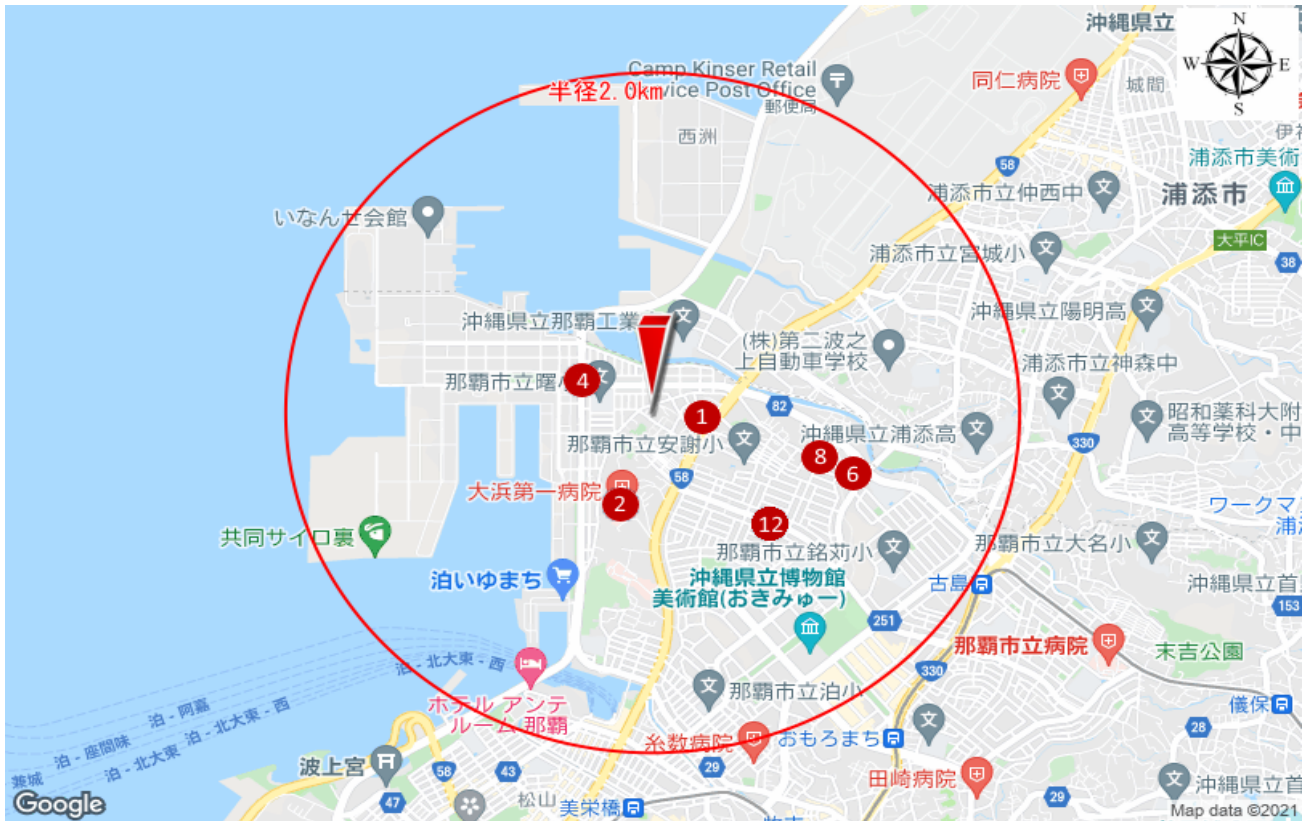 沖縄県立
N
W
E
S
Camp Kinser Retail
vice Post Office
郵便局
半径2.0km
同仁病院
城間
西洲
58
浦添市美術
浦添市立仲西中
浦添市
いなんせ会館
大平IC
浦添市立宮城小
38
沖縄県立那覇工業
沖縄県立陽明高
(株)第二波之
上自動車学校
浦添市立神森中
那覇市立曙小
4
1
82
昭和薬科大附
高等学校・中
那覇市立安謝小
沖縄県立浦添高
330
8
6
58
大浜第一病院
2
ワークマ
浦添
12
共同サイロ裏
那覇市立銘苅小
那覇市立大名小
泊いゆまち
沖縄県立博物館
美術館(おきみゅー)
古島
沖縄県立首
153
251
那覇市立病院
末吉公園
泊 - 北大東 - 西
330
ホテル アンテ
ルーム 那覇
那覇市立泊小
儀保
泊 - 阿嘉
泊 - 北大東 - 西
泊 - 座間味
泊 - 北大東
兼城
糸数病院
おもろまち
28
波上宮
58
43
29
田崎病院
沖縄県立首
47
松山
美栄橋
29
Google
Map data ©2021